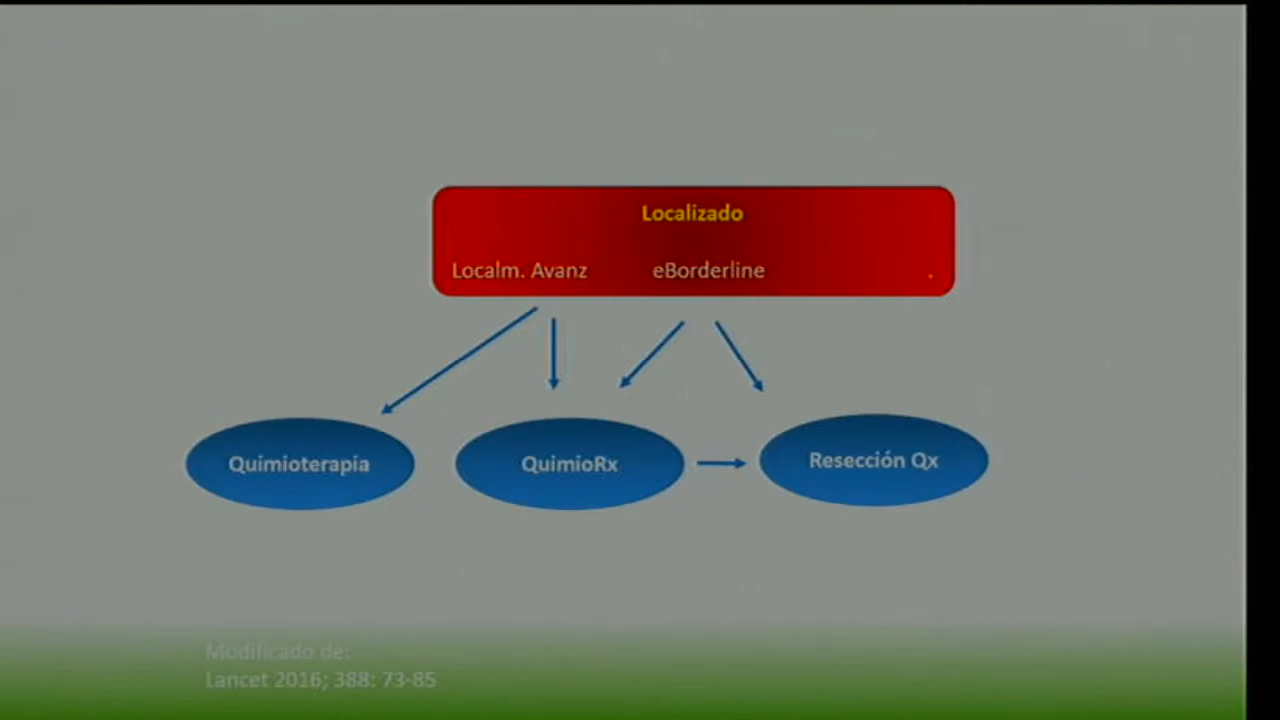 Localizado
Localm. Avanz eBorderline .
Quimioterapia
QuimioRx
Resección Qx
Modificado de:
Lancet 2016; 388: 73-85